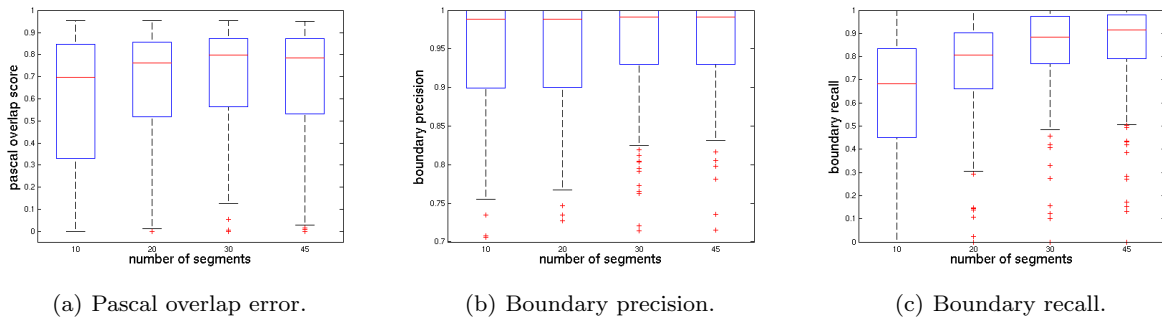 pascal overlap score
1
0.9
0.8
0.7
0.6
0.5
0.4
0.3
0.2
0.1
0
10 20 30 45
number of segments
(a) Pascal overlap error.
boundary precision
1
0.95
0.9
0.85
0.8
0.75
0.7
10 20 30 45
number of segments
(b) Boundary precision.
boundary recall
1
0.9
0.8
0.7
0.6
0.5
0.4
0.3
0.2
0.1
0
10 20 30 45
number of segments
(c) Boundary recall.